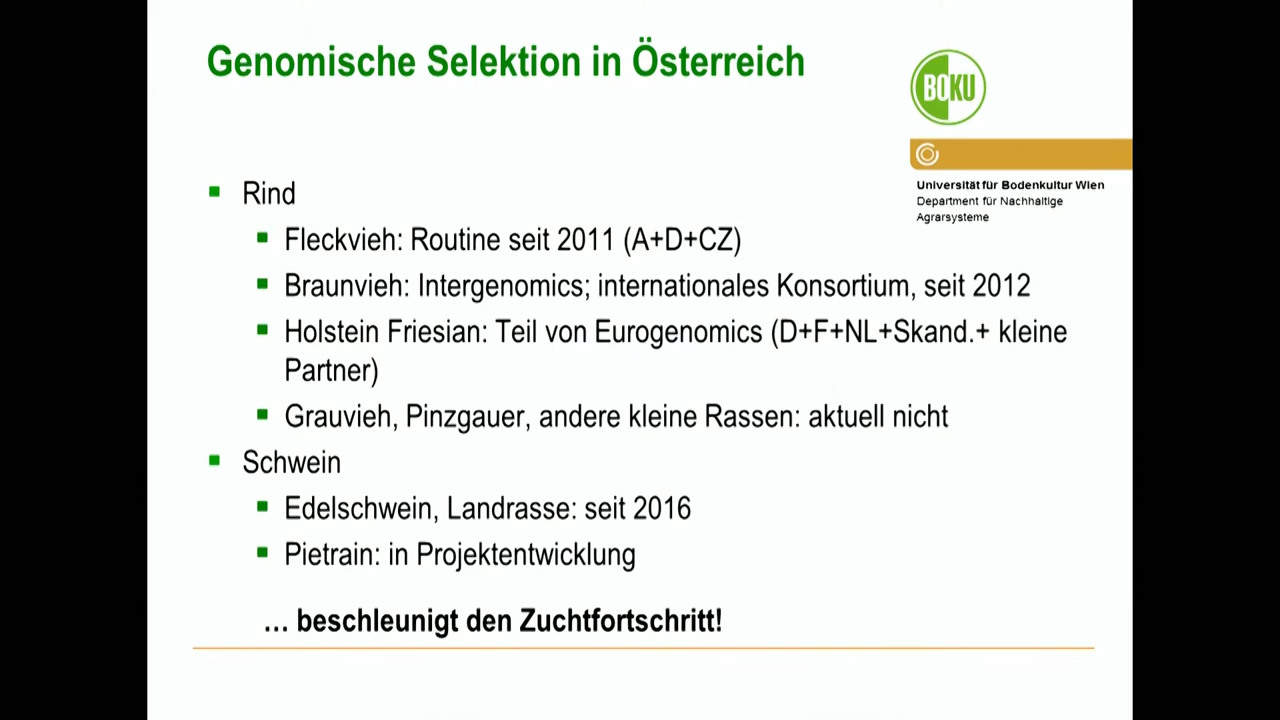 Genomische Selektion in Österreich
BOKU
Universität für Bodenkultur Wien
Department für Nachhaltige
Agrarsysteme
Rind
Fleckvieh: Routine seit 2011 (A+D+CZ)
Braunvieh: Intergenomics; internationales Konsortium, seit 2012
Holstein Friesian: Teil von Eurogenomics (D+F+NL+Skand.+ kleine
Partner)
Grauvieh, Pinzgauer, andere kleine Rassen: aktuell nicht
Schwein
Edelschwein, Landrasse: seit 2016
Pietrain: in Projektentwicklung
… beschleunigt den Zuchtfortschritt!